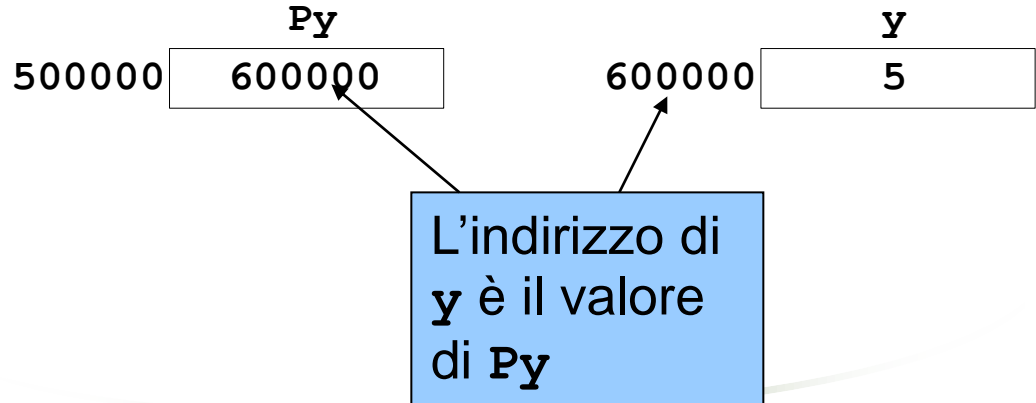 Py y
500000 600000 600000 5
L'indirizzo di
y è il valore
di Py